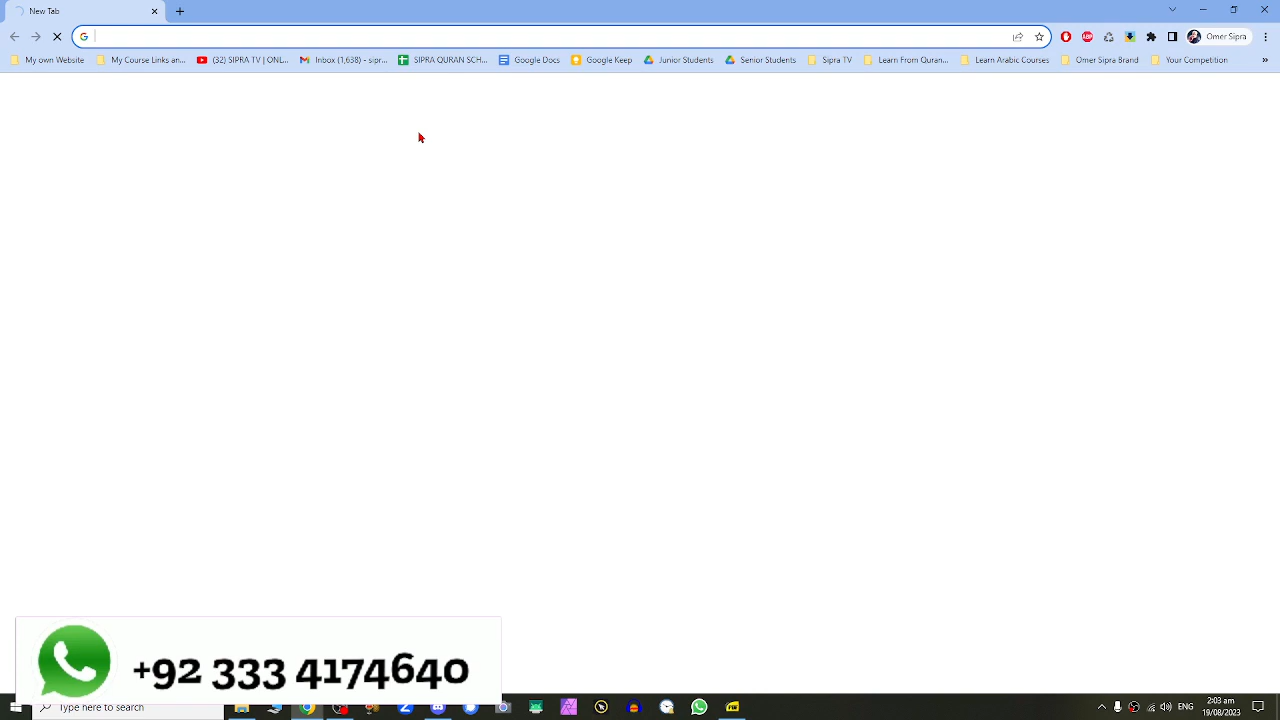 New Tab
Omer Sipra
My own Website My Course Links an... (32) SIPRA TV | ONL... Inbox (1,638) - eqr... SIPRA QURAN SCH... Google Docs Google Keep Junior Students Senior Students Sipra TV Learn From Quran... Learn Arabic Courses Omer Sipra Brand Your Competition »
+92 333 4174640
Type here to search
ENG
2:03 am
19/08/2023